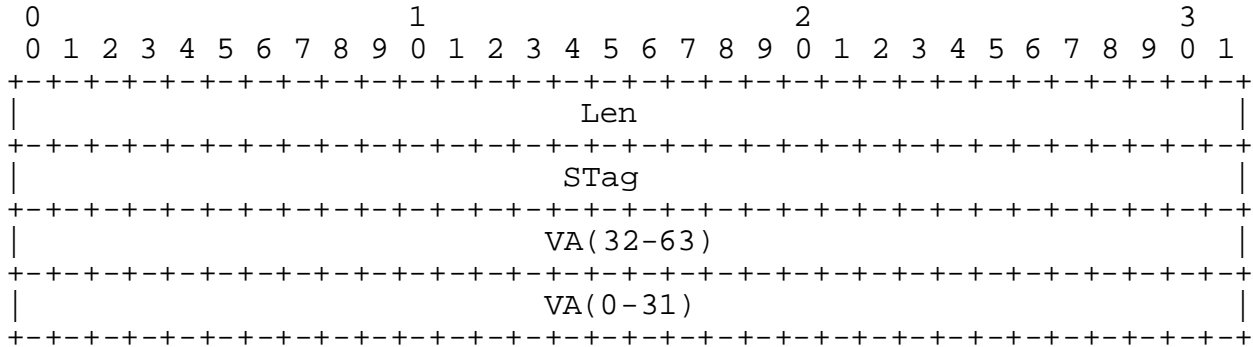 0                   1                   2                   3
 0 1 2 3 4 5 6 7 8 9 0 1 2 3 4 5 6 7 8 9 0 1 2 3 4 5 6 7 8 9 0 1
+-+-+-+-+-+-+-+-+-+-+-+-+-+-+-+-+-+-+-+-+-+-+-+-+-+-+-+-+-+-+-+-+
|                             Len                               |
+-+-+-+-+-+-+-+-+-+-+-+-+-+-+-+-+-+-+-+-+-+-+-+-+-+-+-+-+-+-+-+-+
|                            STag                               |
+-+-+-+-+-+-+-+-+-+-+-+-+-+-+-+-+-+-+-+-+-+-+-+-+-+-+-+-+-+-+-+-+
|                           VA(32-63)                           |
+-+-+-+-+-+-+-+-+-+-+-+-+-+-+-+-+-+-+-+-+-+-+-+-+-+-+-+-+-+-+-+-+
|                           VA(0-31)                            |
+-+-+-+-+-+-+-+-+-+-+-+-+-+-+-+-+-+-+-+-+-+-+-+-+-+-+-+-+-+-+-+-+